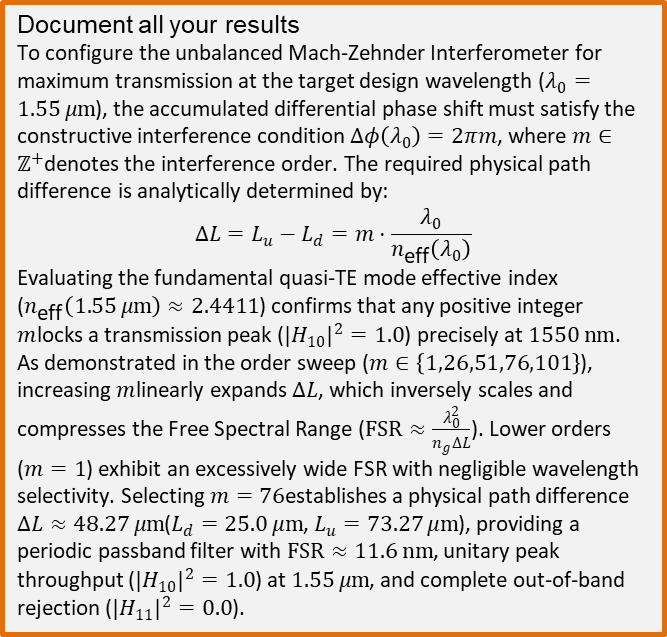 Document all your results
To configure the unbalanced Mach-Zehnder Interferometer for
maximum transmission at the target design wavelength (λ₀ =
1.55 μm), the accumulated differential phase shift must satisfy the
constructive interference condition Δϕ(λ₀) = 2πm, where m ∈
ℤ⁺denotes the interference order. The required physical path
difference is analytically determined by:
ΔL = Lᵤ − L_d = m · λ₀ / n_eff(λ₀)
Evaluating the fundamental quasi-TE mode effective index
(n_eff(1.55 μm) ≈ 2.4411) confirms that any positive integer
mlocks a transmission peak (|H₁₀|² = 1.0) precisely at 1550 nm.
As demonstrated in the order sweep (m ∈ {1,26,51,76,101}),
increasing mlinearly expands ΔL, which inversely scales and
compresses the Free Spectral Range (FSR ≈ λ₀² / n_gΔL). Lower orders
(m = 1) exhibit an excessively wide FSR with negligible wavelength
selectivity. Selecting m = 76establishes a physical path difference
ΔL ≈ 48.27 μm(L_d = 25.0 μm, Lᵤ = 73.27 μm), providing a
periodic passband filter with FSR ≈ 11.6 nm, unitary peak
throughput (|H₁₀|² = 1.0) at 1.55 μm, and complete out-of-band
rejection (|H₁₁|² = 0.0).